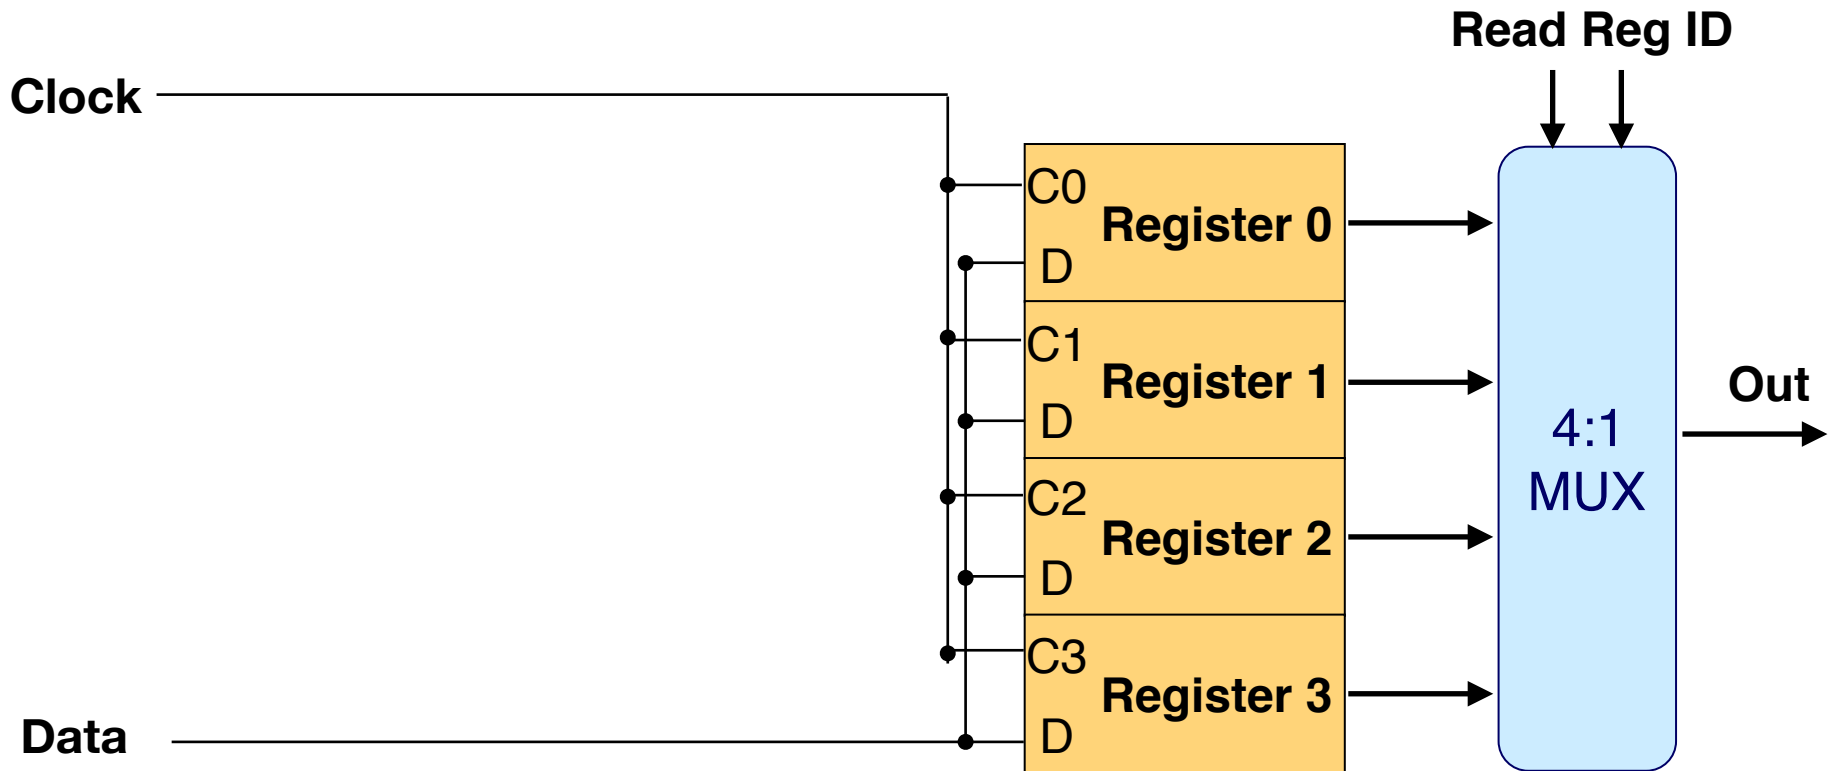 Read Reg ID
Clock
C0
Register 0
D
C1
Register 1
D
Out
4:1
MUX
C2
Register 2
D
C3
Register 3
D
Data